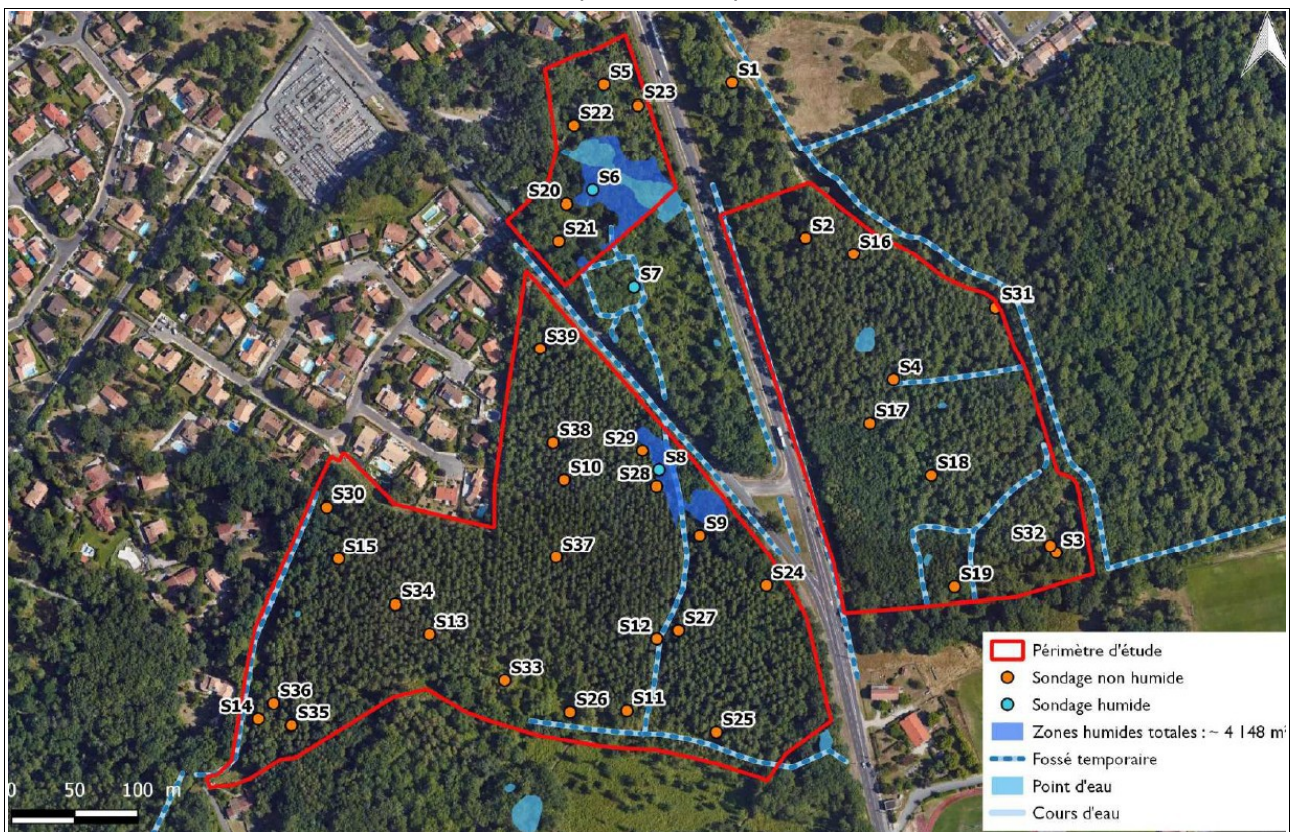 S1
S5
S23
S22
S6
S20
S21
S2
S16
S7
S31
S39
S4
S17
S38
S29
S8
S10
S28
S18
S30
S9
S15
S37
S32
S3
S24
S19
S34
S13
S12
S27
S33
S36
S14
S35
S26
S11
S25
0 50 100 m
Périmètre d'étude
Sondage non humide
Sondage humide
Zones humides totales : ~ 4 148 m²
Fossé temporaire
Point d'eau
Cours d'eau